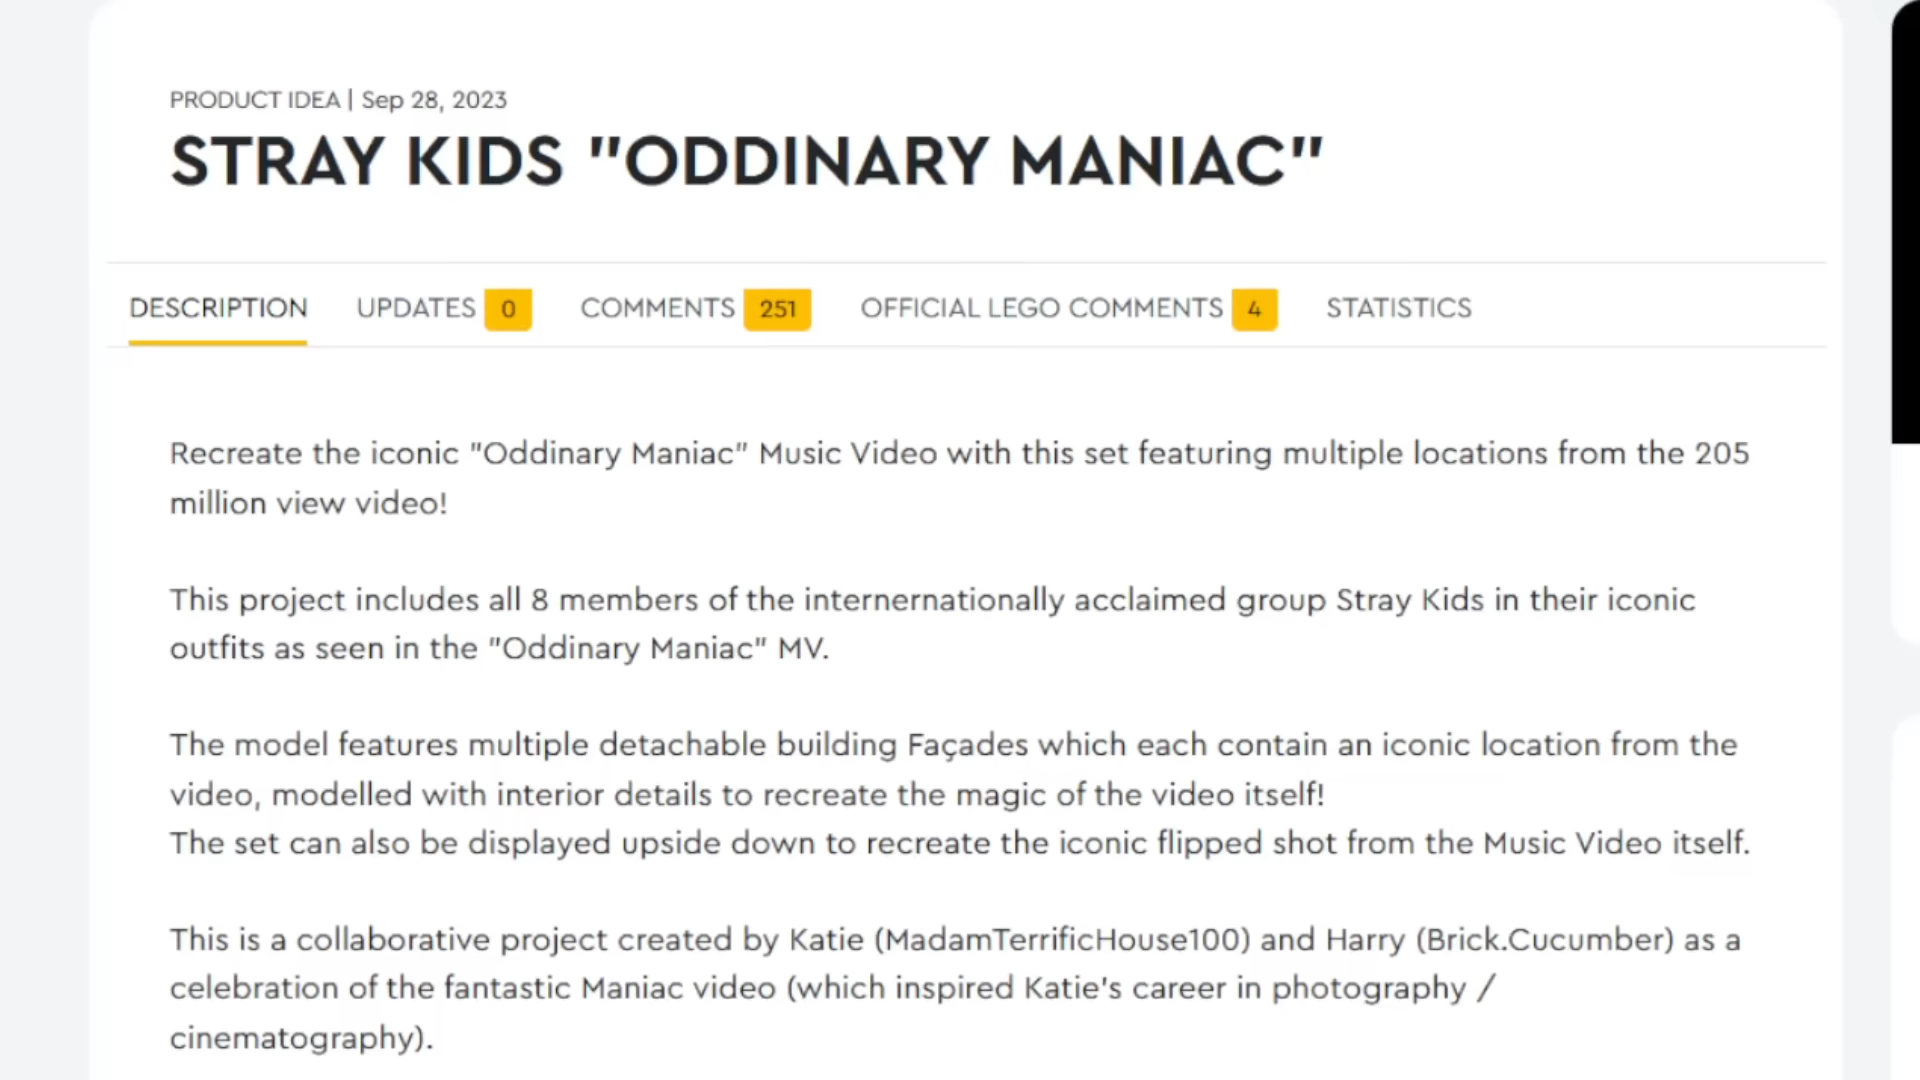 PRODUCT IDEA | Sep 28, 2023
STRAY KIDS "ODDINARY MANIAC"
DESCRIPTION UPDATES 0 COMMENTS 251 OFFICIAL LEGO COMMENTS 4 STATISTICS
Recreate the iconic "Oddinary Maniac" Music Video with this set featuring multiple locations from the 205
million view video!
This project includes all 8 members of the internernationally acclaimed group Stray Kids in their iconic
outfits as seen in the "Oddinary Maniac" MV.
The model features multiple detachable building Façades which each contain an iconic location from the
video, modelled with interior details to recreate the magic of the video itself!
The set can also be displayed upside down to recreate the iconic flipped shot from the Music Video itself.
This is a collaborative project created by Katie (MadamTerrificHouse100) and Harry (Brick.Cucumber) as a
celebration of the fantastic Maniac video (which inspired Katie's career in photography /
cinematography).